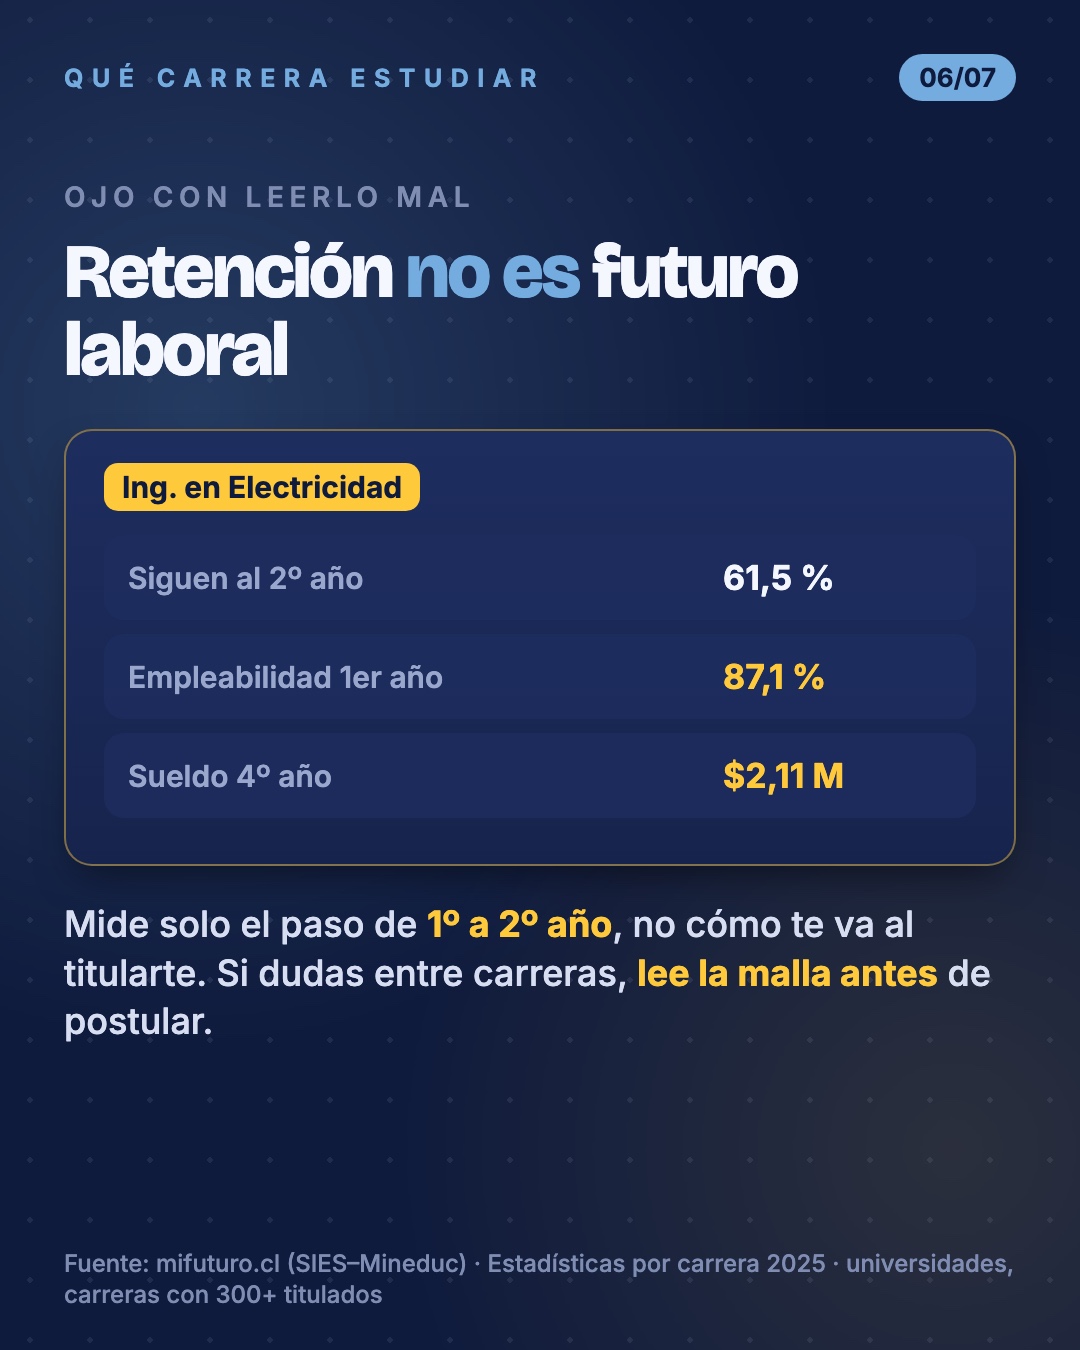 QUÉ CARRERA ESTUDIAR
06/07
OJO CON LEERLO MAL
Retención no es futuro
laboral
Ing. en Electricidad
Siguen al 2º año 61,5 %
Empleabilidad 1er año 87,1 %
Sueldo 4º año $2,11 M
Mide solo el paso de 1º a 2º año, no cómo te va al
titularte. Si dudas entre carreras, lee la malla antes de
postular.
Fuente: mifuturo.cl (SIES–Mineduc) · Estadísticas por carrera 2025 · universidades,
carreras con 300+ titulados